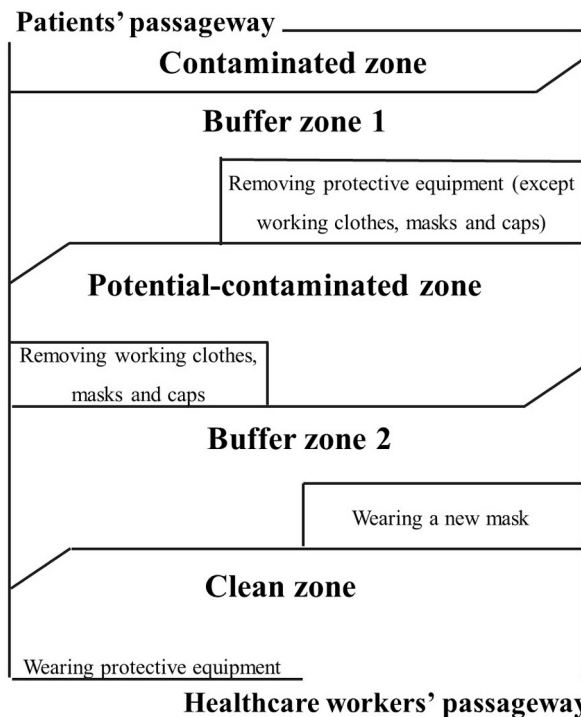 Patients’ passageway
Contaminated zone
Buffer zone 1
Removing protective equipment (except
working clothes, masks and caps)
Potential-contaminated zone
Removing working clothes,
masks and caps
Buffer zone 2
Wearing a new mask
Clean zone
Wearing protective equipment
Healthcare workers’ passageway